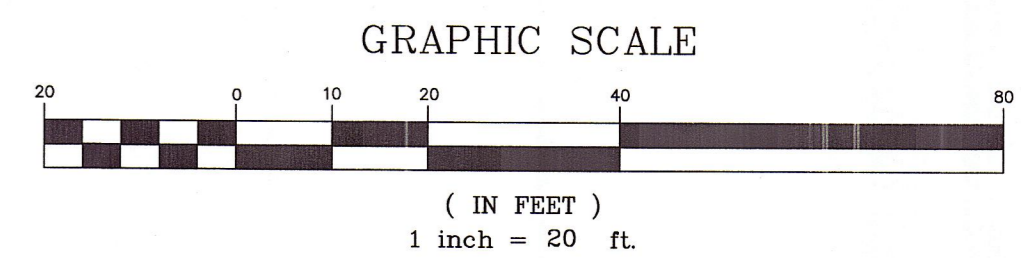 GRAPHIC SCALE
20 0 10 20 40 80
( IN FEET )
1 inch = 20 ft.